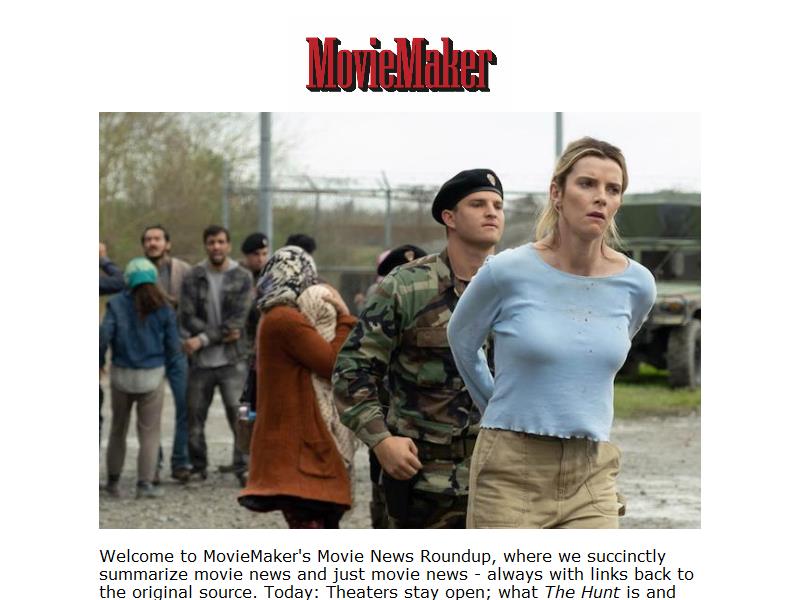 MovieMaker
Welcome to MovieMaker's Movie News Roundup, where we succinctly
summarize movie news and just movie news - always with links back to
the original source. Today: Theaters stay open; what The Hunt is and